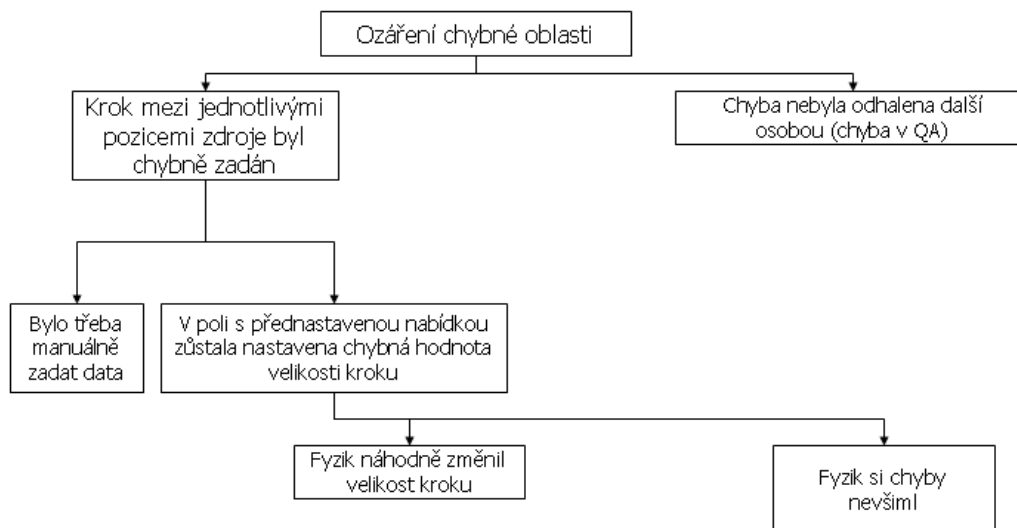 Ozáření chybné oblasti
Krok mezi jednotlivými
pozicemi zdroje byl
chybně zadán
Chyba nebyla odhalena další
osobou (chyba v QA)
Bylo třeba
manuálně
zadat data
V poli s přednastavenou nabídkou
zůstala nastavena chybná hodnota
velikosti kroku
Fyzik náhodně změnil
velikost kroku
Fyzik si chyby
nevšiml